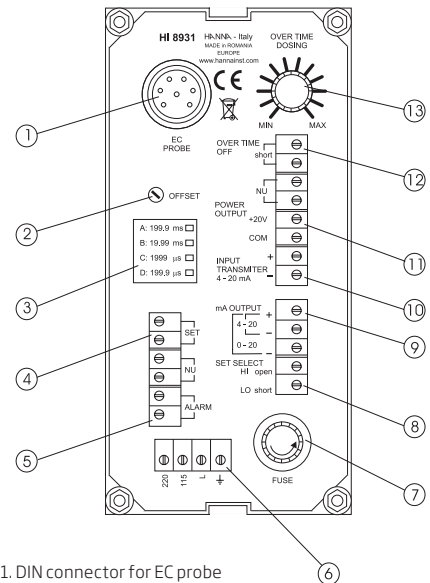 HI 8931
HANNA - Italy
MADE in ROMANIA
EUROPE
www.hannainst.com
CE
OVER TIME
DOSING
MIN
MAX
EC
PROBE
OVER TIME
OFF
short
NU
POWER
OUTPUT
+20V
COM
INPUT
TRANSMITER
4 - 20 mA
+
−
OFFSET
A: 199.9 ms
B: 19.99 ms
C: 1999 µs
D: 199.9 µs
mA OUTPUT
+
4 - 20
−
0 - 20
−
SET SELECT
HI open
LO short
SET
NU
ALARM
220
115
L
FUSE
1
2
3
4
5
6
7
8
9
10
11
12
13
1. DIN connector for EC probe